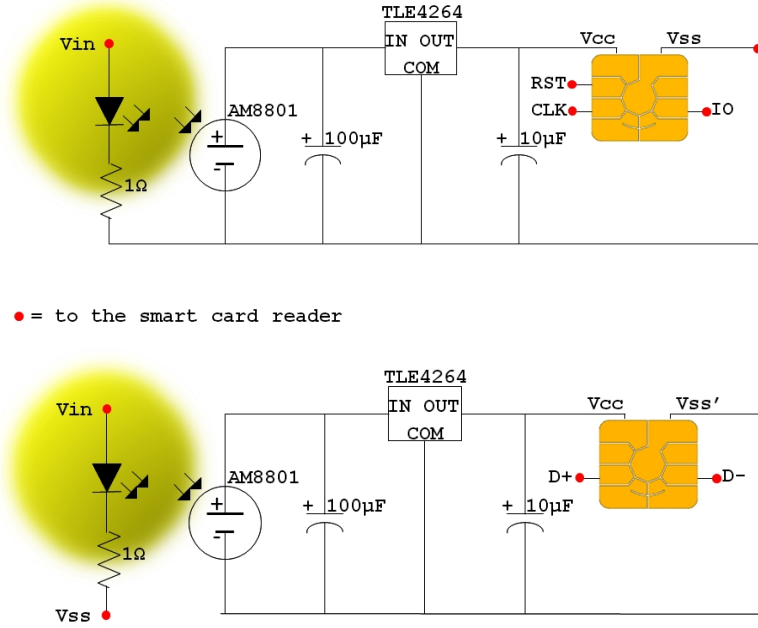 TLE4264
Vin
IN OUT
Vcc
Vss
COM
RST
AM8801
CLK
IO
+
+ 100µF
+ 10µF
-
1Ω
= to the smart card reader
TLE4264
Vin
IN OUT
Vcc
Vss’
COM
AM8801
D+
D-
+
+ 100µF
+ 10µF
-
1Ω
Vss